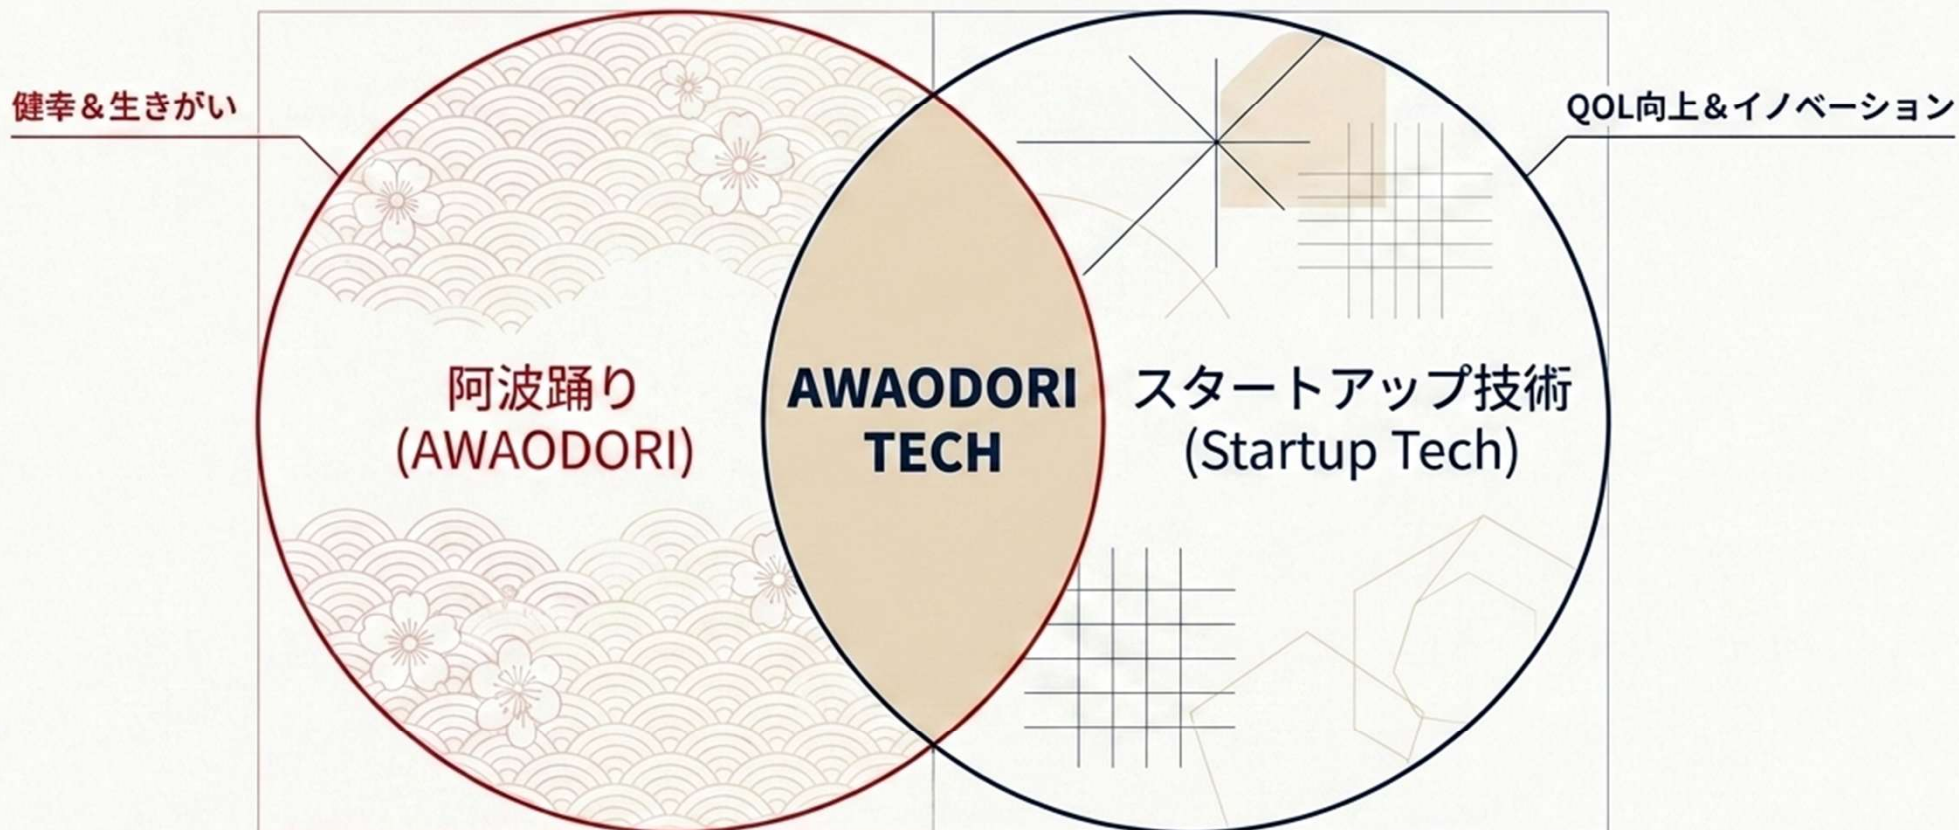 健幸＆生きがい
QOL向上＆イノベーション
阿波踊り
(AWAODORI)
AWAODORI
TECH
スタートアップ技術
(Startup Tech)